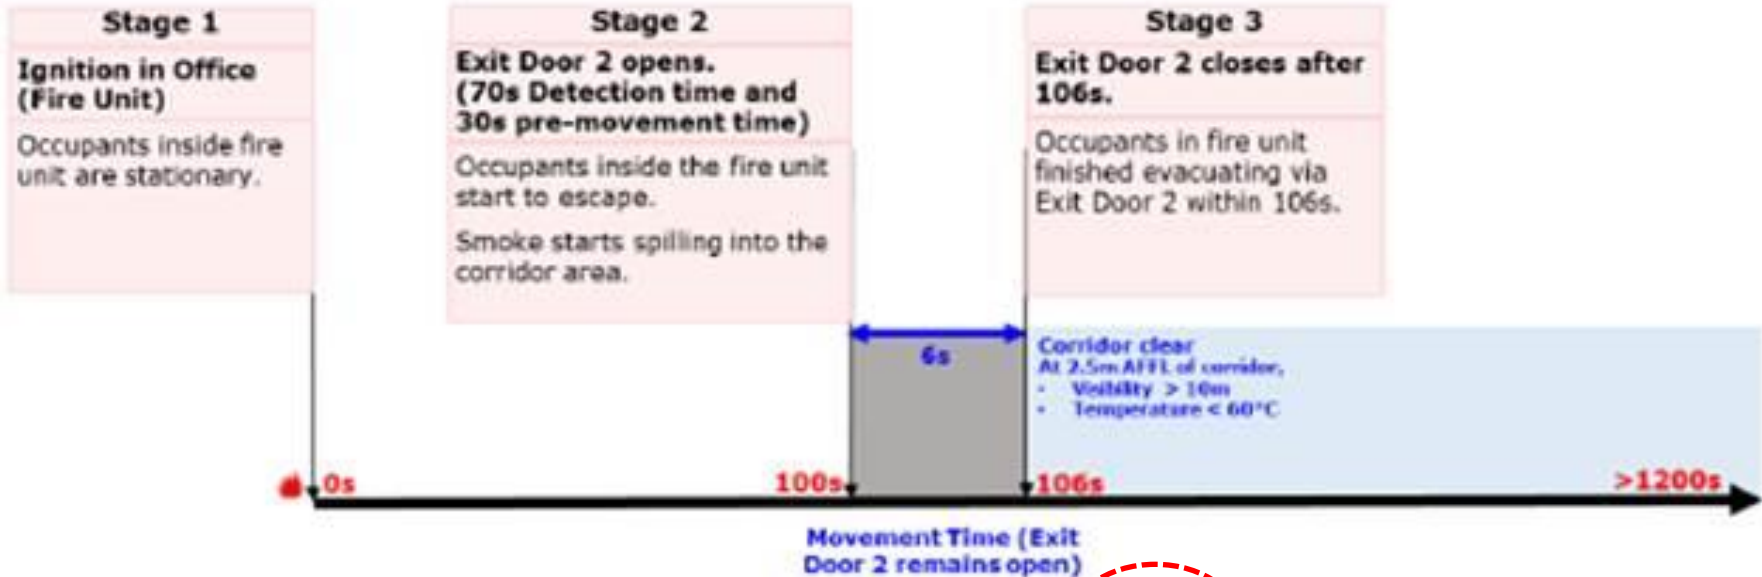 Stage 1
Ignition in Office
(Fire Unit)
Occupants inside fire
unit are stationary.
Stage 2
Exit Door 2 opens.
(70s Detection time and
30s pre-movement time)
Occupants inside the fire unit
start to escape.
Smoke starts spilling into the
corridor area.
Stage 3
Exit Door 2 closes after
106s.
Occupants in fire unit
finished evacuating via
Exit Door 2 within 106s.
6s
Corridor clear
At 2.5m AFFL of corridor,
- Visibility > 10m
- Temperature < 60°C
0s
100s
106s
>1200s
Movement Time (Exit
Door 2 remains open)